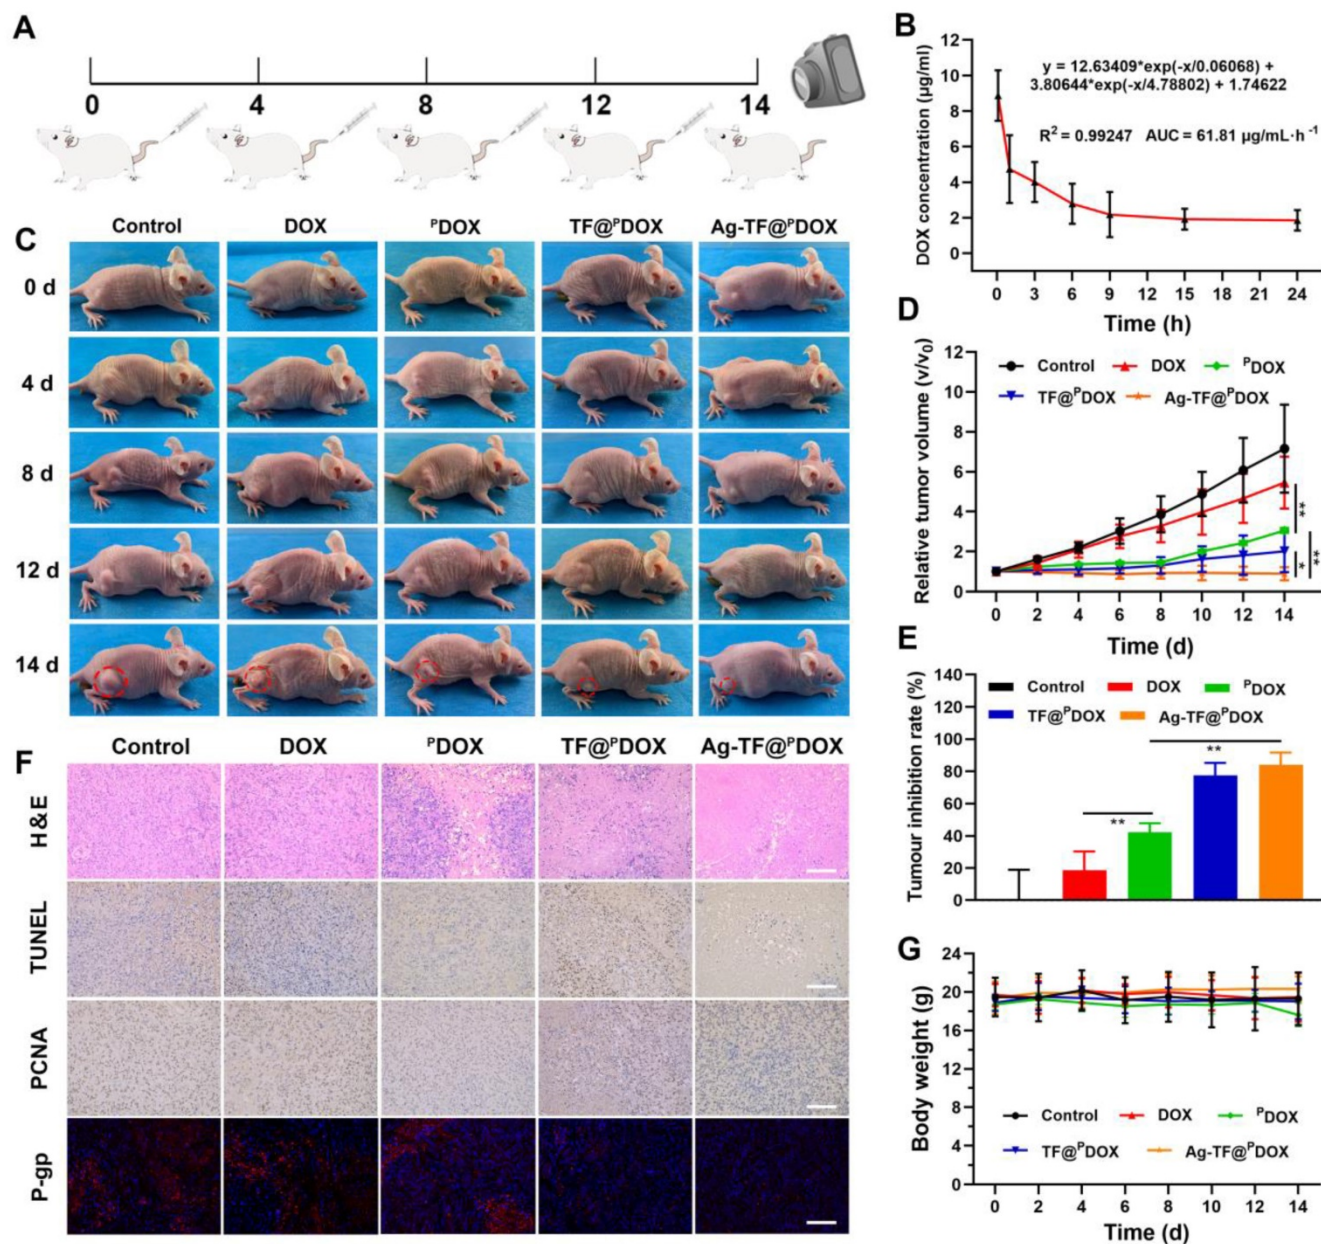 A
0 4 8 12 14
B
DOX concentration (μg/ml)
12
10
8
6
4
2
0
y = 12.63409*exp(-x/0.06068) +
3.80644*exp(-x/4.78802) + 1.74622
R² = 0.99247 AUC = 61.81 μg/mL·h⁻¹
0 3 6 9 12 15 18 21 24
Time (h)
C
Control DOX ᴾDOX TF@ᴾDOX Ag-TF@ᴾDOX
0 d
4 d
8 d
12 d
14 d
D
Relative tumor volume (v/v₀)
12
10
8
6
4
2
0
Control DOX ᴾDOX
TF@ᴾDOX Ag-TF@ᴾDOX
**
**
*
0 2 4 6 8 10 12 14
Time (d)
E
Tumour inhibition rate (%)
140
120
100
80
60
40
20
0
Control DOX ᴾDOX
TF@ᴾDOX Ag-TF@ᴾDOX
**
**
F
Control DOX ᴾDOX TF@ᴾDOX Ag-TF@ᴾDOX
H&E
TUNEL
PCNA
P-gp
G
Body weight (g)
24
20
16
12
8
4
0
Control DOX ᴾDOX
TF@ᴾDOX Ag-TF@ᴾDOX
0 2 4 6 8 10 12 14
Time (d)